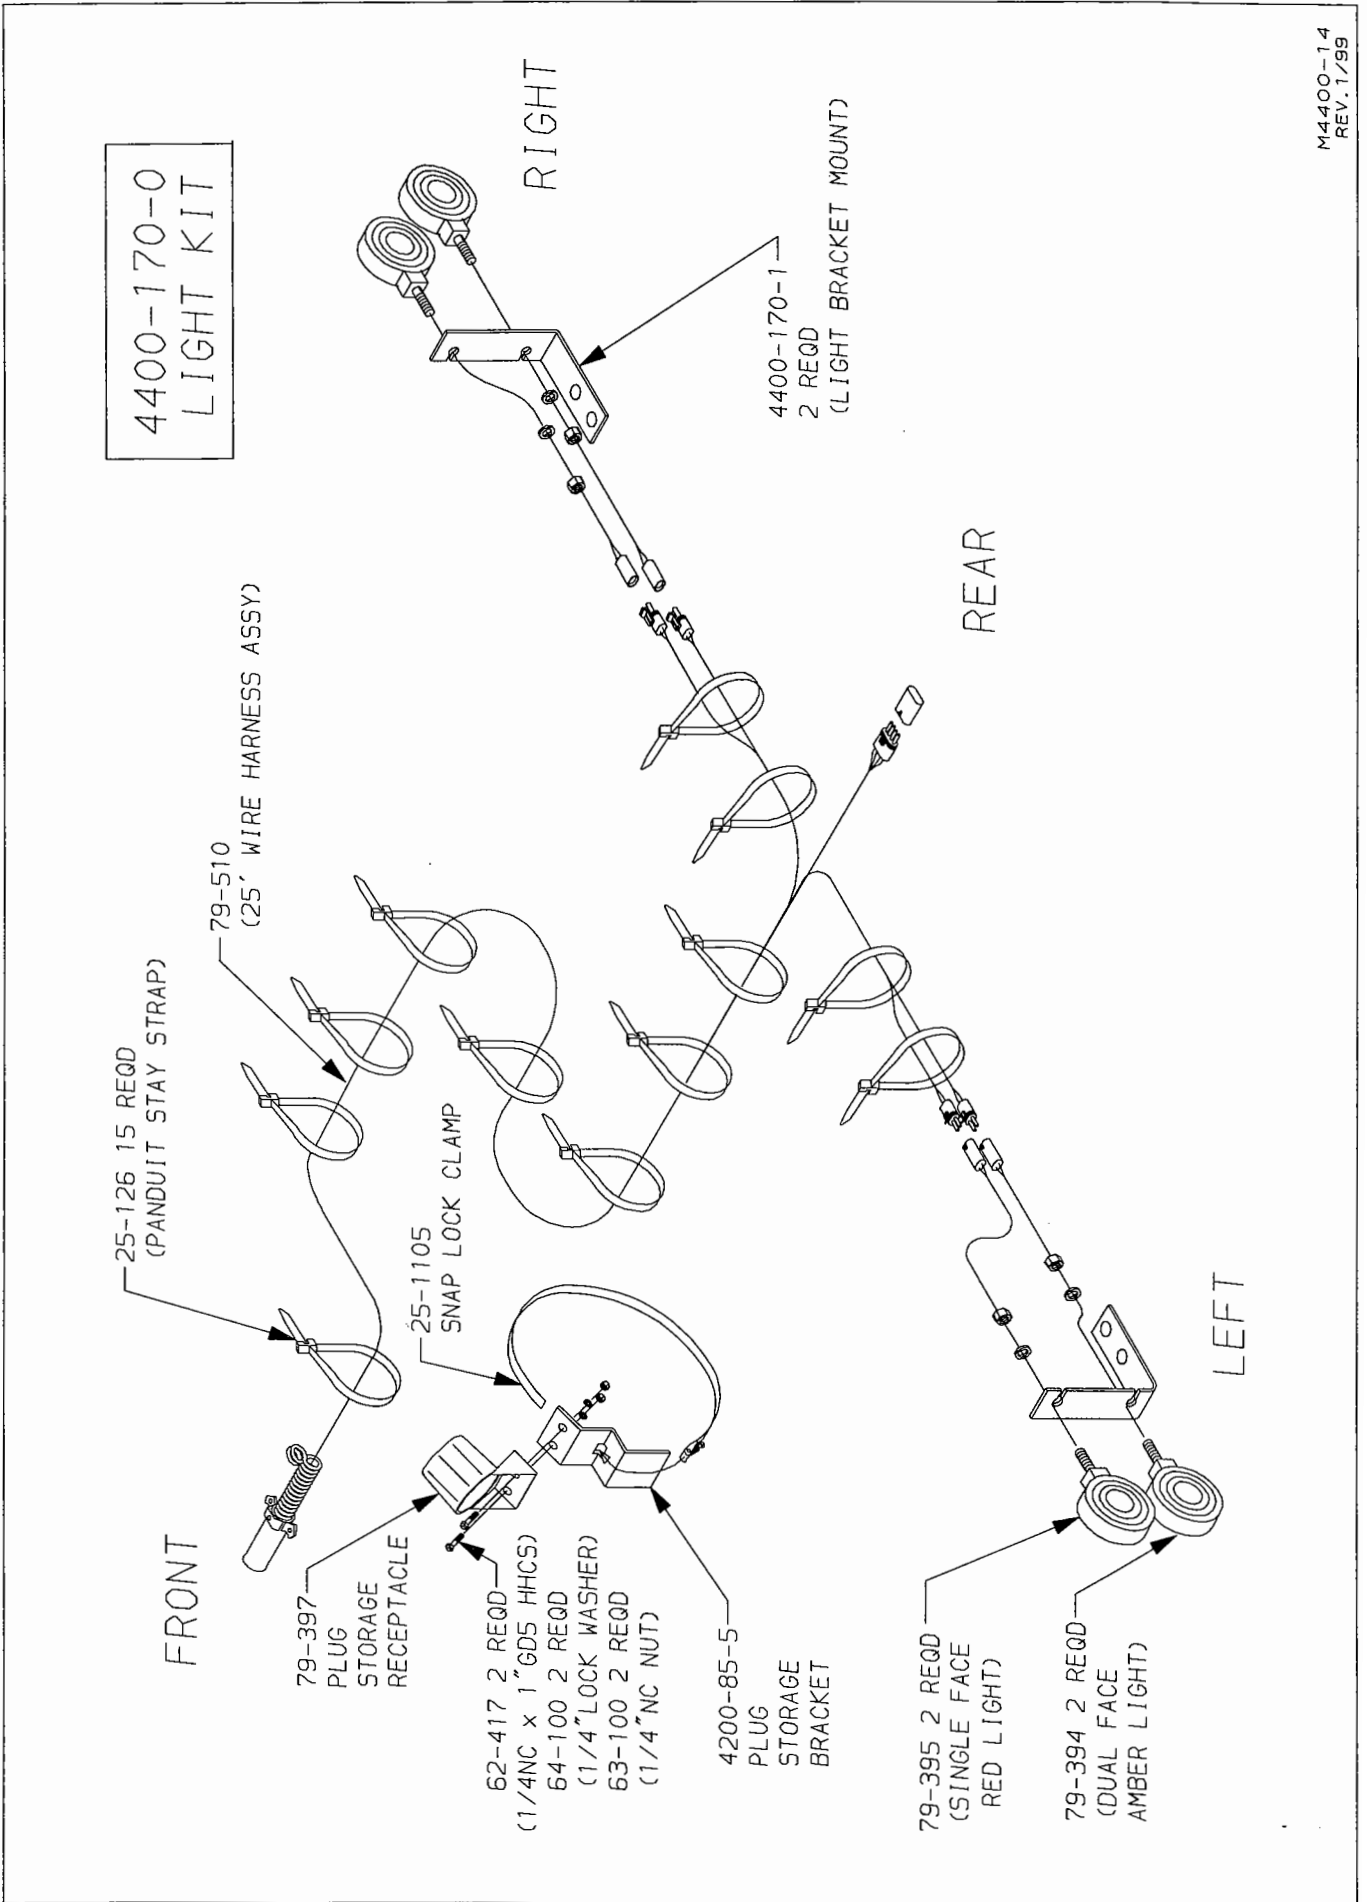 4400-170-0
LIGHT KIT
25-126 15 REQD
(PANDUIT STAY STRAP)
79-510
(25' WIRE HARNESS ASSY)
RIGHT
FRONT
79-397
PLUG
STORAGE
RECEPTACLE
25-1105
SNAP LOCK CLAMP
62-417 2 REQD
(1/4NC x 1"GD5 HHCS)
64-100 2 REQD
(1/4"LOCK WASHER)
63-100 2 REQD
(1/4"NC NUT)
4200-85-5
PLUG
STORAGE
BRACKET
4400-170-1
2 REQD
(LIGHT BRACKET MOUNT)
REAR
79-395 2 REQD
(SINGLE FACE
RED LIGHT)
79-394 2 REQD
(DUAL FACE
AMBER LIGHT)
LEFT
M4400-14
REV.1/99